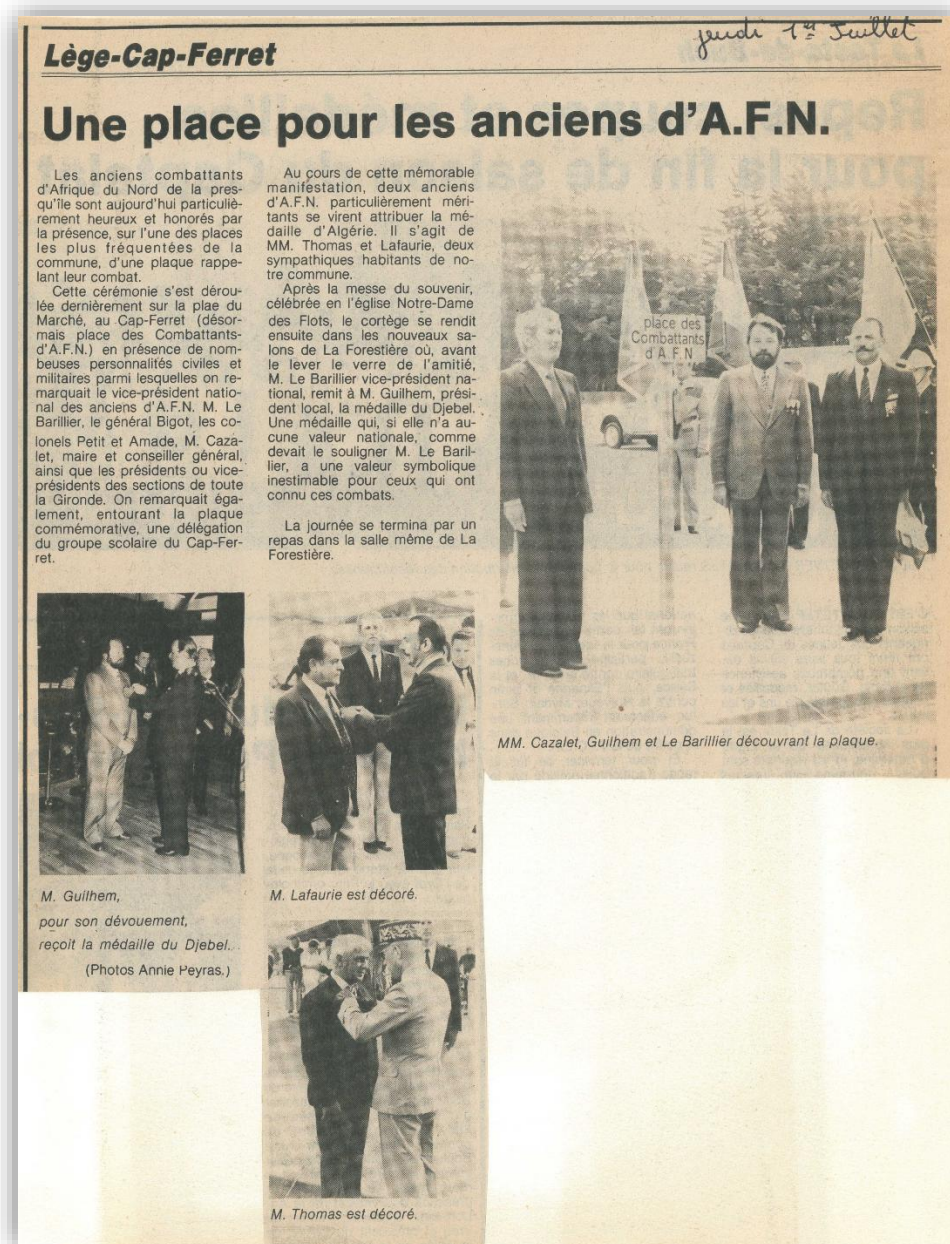 jeudi 1er Juillet
Lège-Cap-Ferret
Une place pour les anciens d'A.F.N.
Les anciens combattants
d'Afrique du Nord de la pres-
qu'île sont aujourd'hui particuliè-
rement heureux et honorés par
la présence, sur l'une des places
les plus fréquentées de la
commune, d'une plaque rappe-
lant leur combat.
Cette cérémonie s'est dérou-
lée dernièrement sur la plae du
Marché, au Cap-Ferret (désor-
mais place des Combattants-
d'A.F.N.) en présence de nom-
beuses personnalités civiles et
militaires parmi lesquelles on re-
marquait le vice-président natio-
nal des anciens d'A.F.N. M. Le
Barillier, le général Bigot, les co-
lonels Petit et Amade, M. Caza-
let, maire et conseiller général,
ainsi que les présidents ou vice-
présidents des sections de toute
la Gironde. On remarquait éga-
lement, entourant la plaque
commémorative, une délégation
du groupe scolaire du Cap-Fer-
ret.
Au cours de cette mémorable
manifestation, deux anciens
d'A.F.N. particulièrement méri-
tants se virent attribuer la mé-
daille d'Algérie. Il s'agit de
MM. Thomas et Lafaurie, deux
sympathiques habitants de no-
tre commune.
Après la messe du souvenir,
célébrée en l'église Notre-Dame
des Flots, le cortège se rendit
ensuite dans les nouveaux sa-
lons de La Forestière où, avant
le lever le verre de l'amitié,
M. Le Barillier vice-président na-
tional, remit à M. Guilhem, prési-
dent local, la médaille du Djebel.
Une médaille qui, si elle n'a au-
cune valeur nationale, comme
devait le souligner M. Le Baril-
lier, a une valeur symbolique
inestimable pour ceux qui ont
connu ces combats.
La journée se termina par un
repas dans la salle même de La
Forestière.
place des
Combattants
d'A.F.N
MM. Cazalet, Guilhem et Le Barillier découvrant la plaque.
M. Guilhem,
pour son dévouement,
reçoit la médaille du Djebel.
(Photos Annie Peyras.)
M. Lafaurie est décoré.
M. Thomas est décoré.